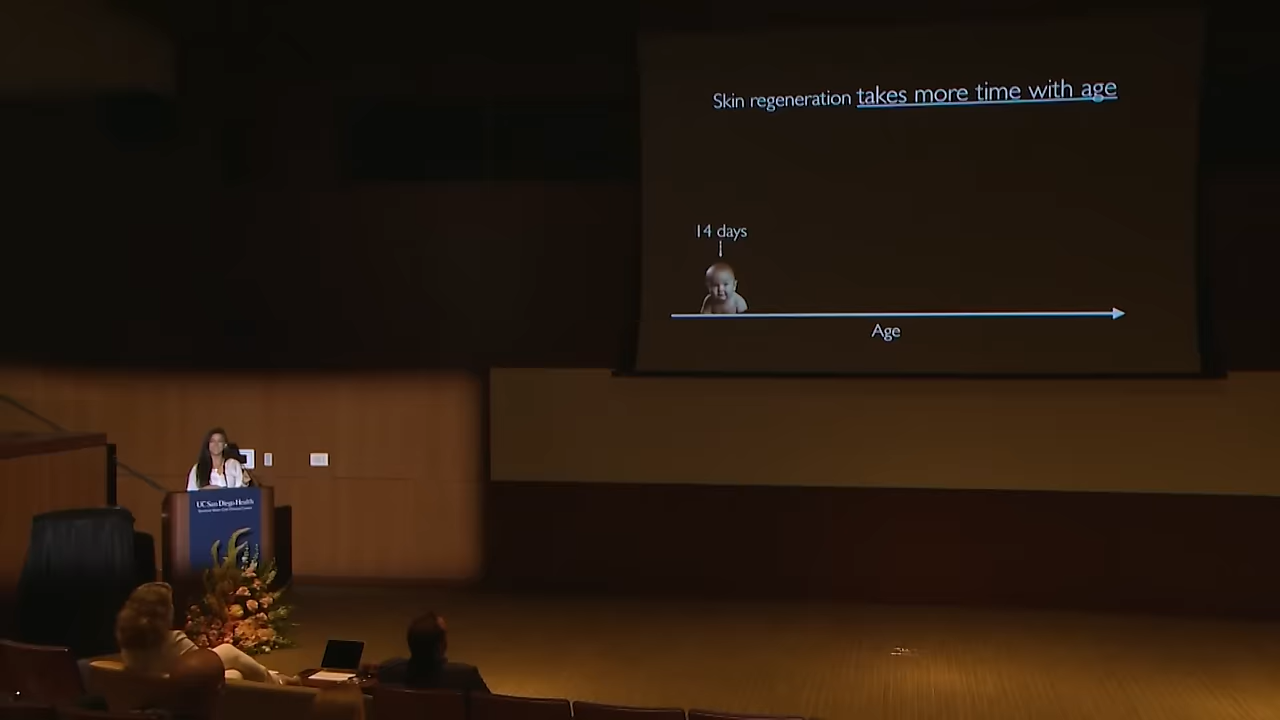 Skin regeneration takes more time with age
14 days
Age
UC San Diego Health